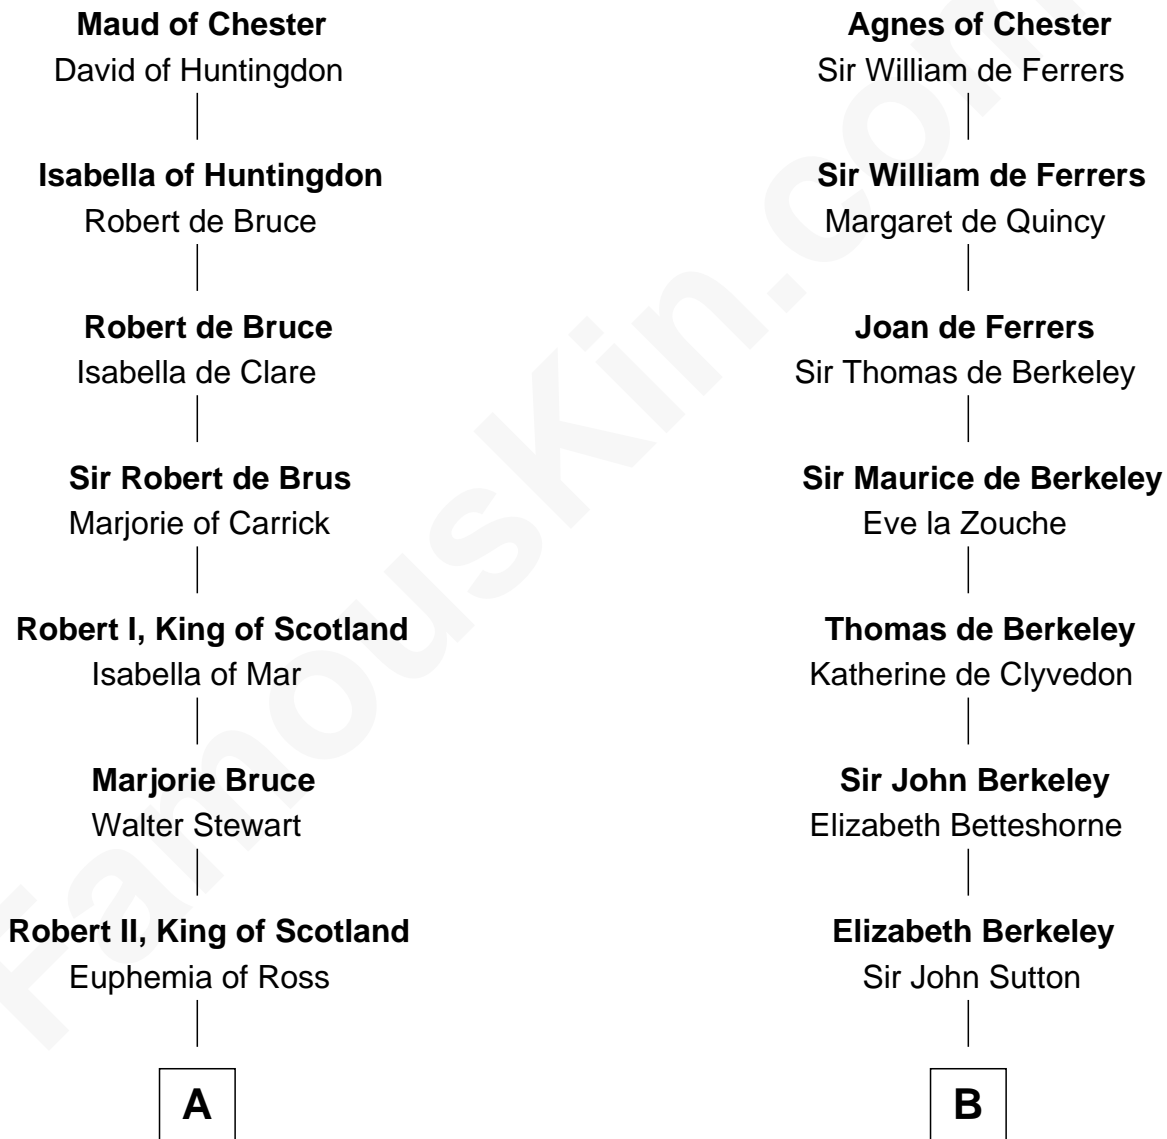 Maud of Chester
David of Huntingdon
Isabella of Huntingdon
Robert de Bruce
Robert de Bruce
Isabella de Clare
Sir Robert de Brus
Marjorie of Carrick
Robert I, King of Scotland
Isabella of Mar
Marjorie Bruce
Walter Stewart
Robert II, King of Scotland
Euphemia of Ross
A
Agnes of Chester
Sir William de Ferrers
Sir William de Ferrers
Margaret de Quincy
Joan de Ferrers
Sir Thomas de Berkeley
Sir Maurice de Berkeley
Eve la Zouche
Thomas de Berkeley
Katherine de Clyvedon
Sir John Berkeley
Elizabeth Betteshorne
Elizabeth Berkeley
Sir John Sutton
B
FamousKin.com